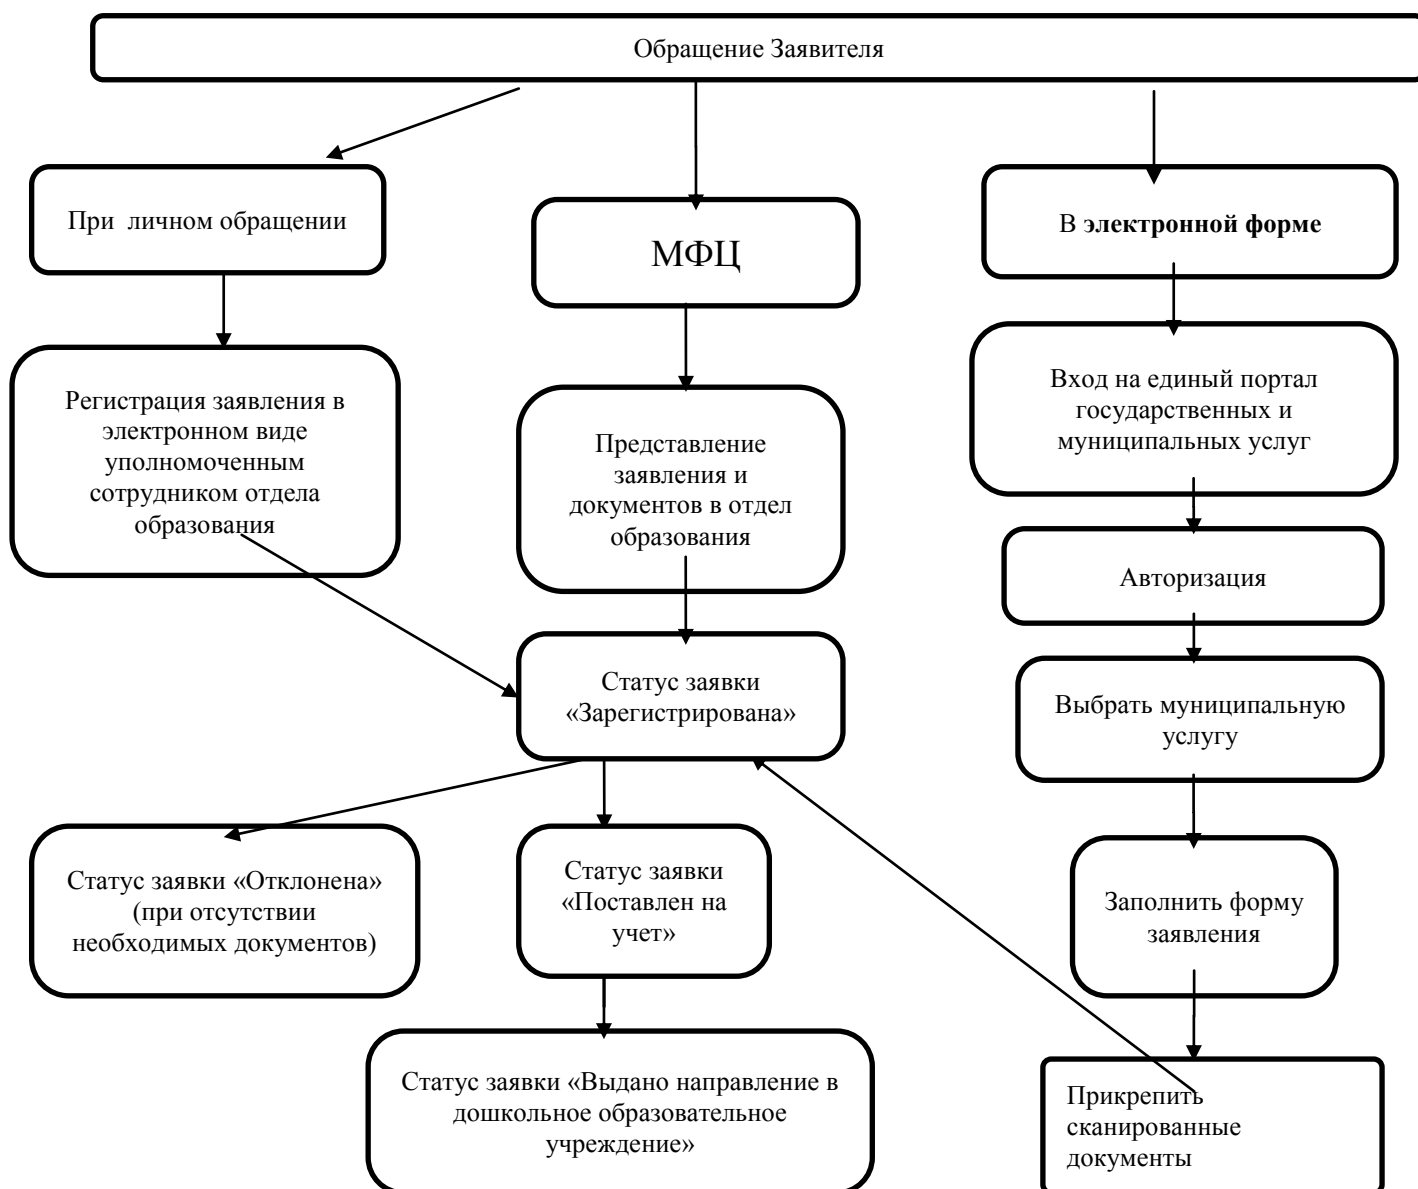 Обращение Заявителя
При личном обращении
МФЦ
В электронной форме
Регистрация заявления в
электронном виде
уполномоченным
сотрудником отдела
образования
Представление
заявления и
документов в отдел
образования
Вход на единый портал
государственных и
муниципальных услуг
Авторизация
Статус заявки
«Зарегистрирована»
Выбрать муниципальную
услугу
Статус заявки «Отклонена»
(при отсутствии
необходимых документов)
Статус заявки
«Поставлен на
учет»
Заполнить форму
заявления
Статус заявки «Выдано направление в
дошкольное образовательное
учреждение»
Прикрепить
сканированные
документы